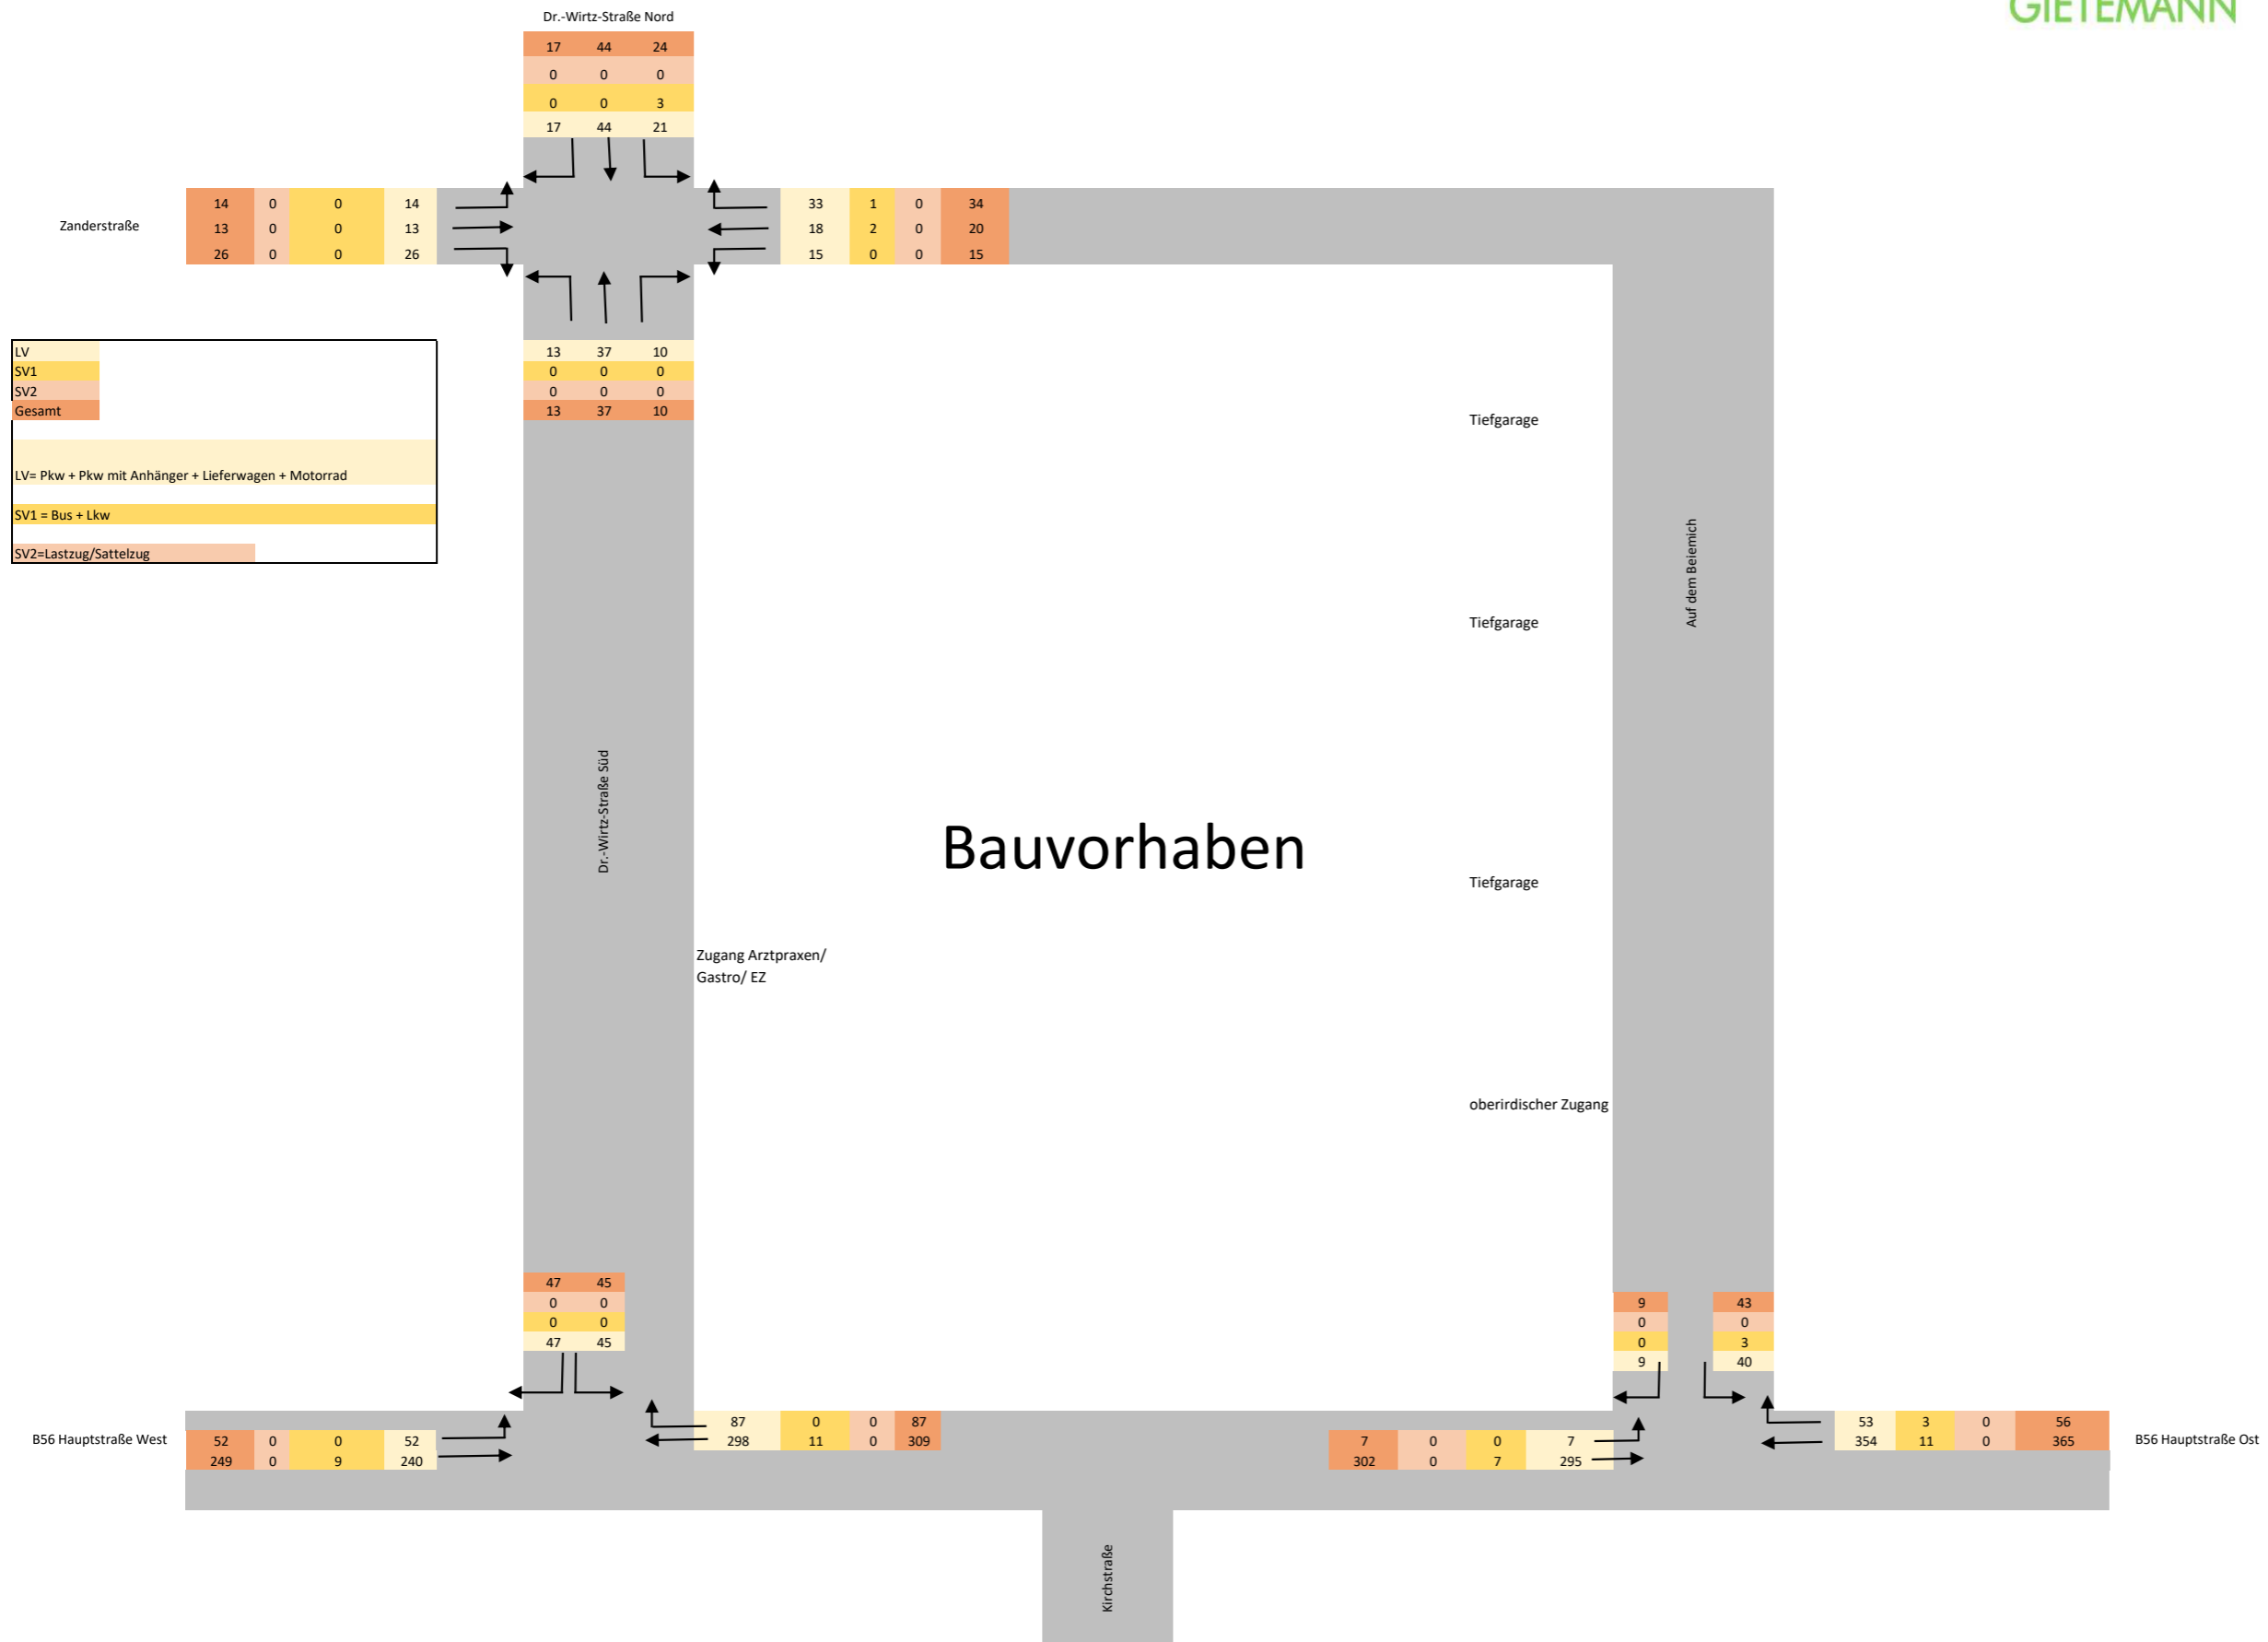 GIETEMANN
Dr.-Wirtz-Straße Nord
17 44 24
0 0 0
0 0 3
17 44 21
Zanderstraße
14 0 0 14
13 0 0 13
26 0 0 26
33 1 0 34
18 2 0 20
15 0 0 15
LV
SV1
SV2
Gesamt
LV= Pkw + Pkw mit Anhänger + Lieferwagen + Motorrad
SV1 = Bus + Lkw
SV2=Lastzug/Sattelzug
13 37 10
0 0 0
0 0 0
13 37 10
Tiefgarage
Auf dem Beiemich
Tiefgarage
Dr.-Wirtz-Straße Süd
Bauvorhaben
Tiefgarage
Zugang Arztpraxen/
Gastro/ EZ
oberirdischer Zugang
47 45
0 0
0 0
47 45
9 43
0 0
0 3
9 40
B56 Hauptstraße West
52 0 0 52
249 0 9 240
87 0 0 87
298 11 0 309
7 0 0 7
302 0 7 295
53 3 0 56
354 11 0 365
B56 Hauptstraße Ost
Kirchstraße